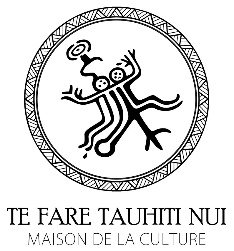 TE FARE TAUHITI NUI
MAISON DE LA CULTURE